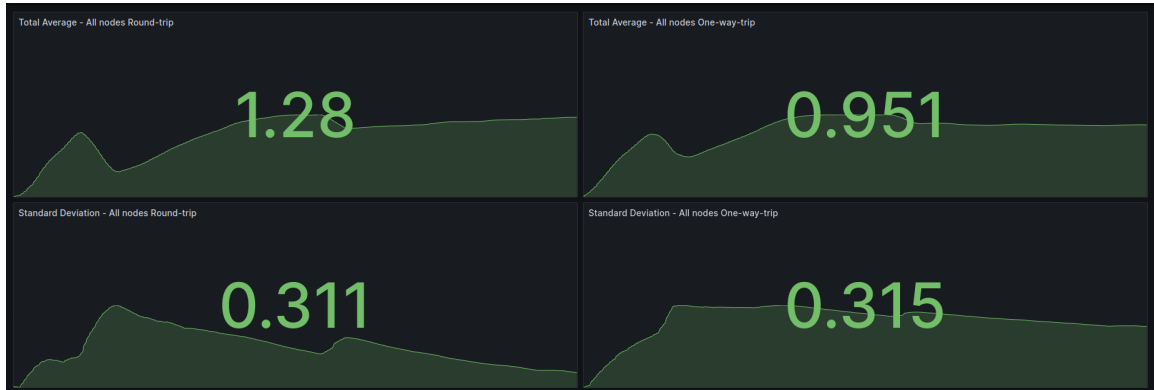 Total Average - All nodes Round-trip
1.28
Total Average - All nodes One-way-trip
0.951
Standard Deviation - All nodes Round-trip
0.311
Standard Deviation - All nodes One-way-trip
0.315